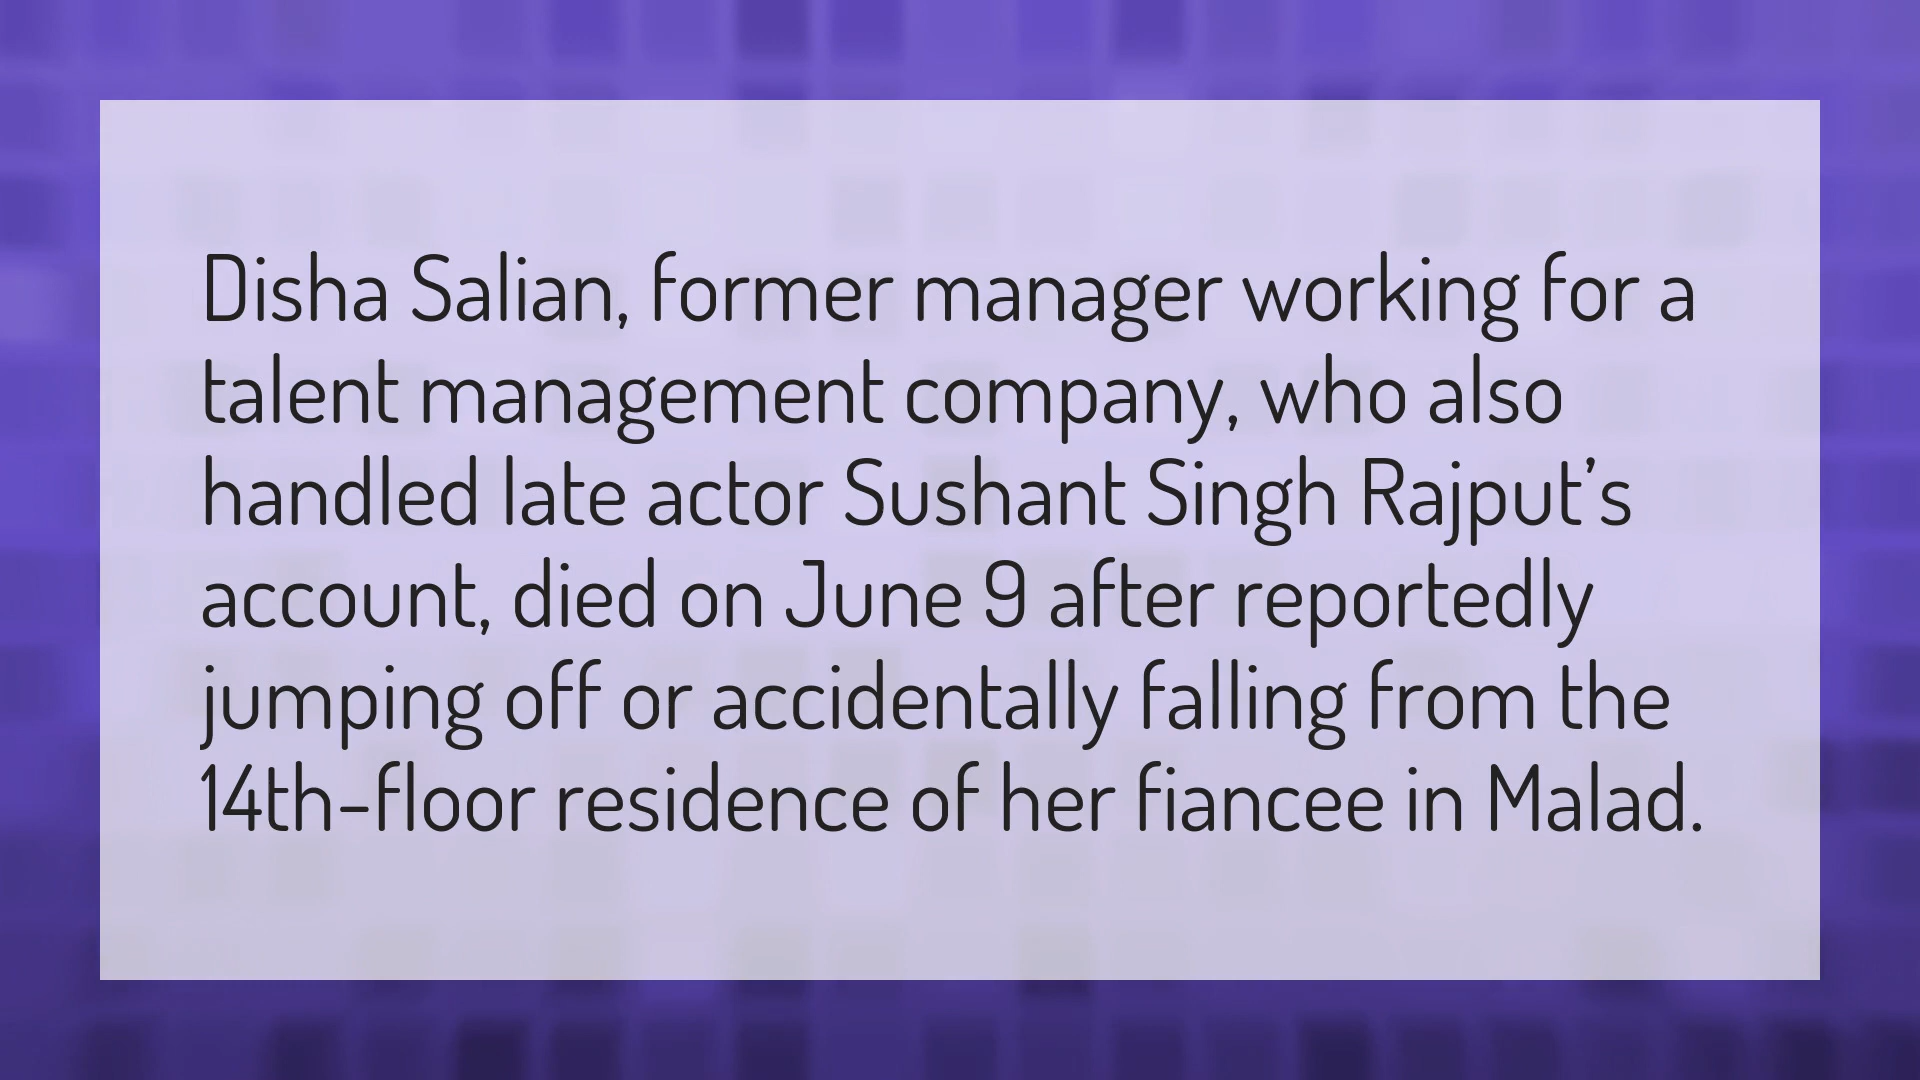 Disha Salian, former manager working for a
talent management company, who also
handled late actor Sushant Singh Rajput’s
account, died on June 9 after reportedly
jumping off or accidentally falling from the
14th-floor residence of her fiancee in Malad.